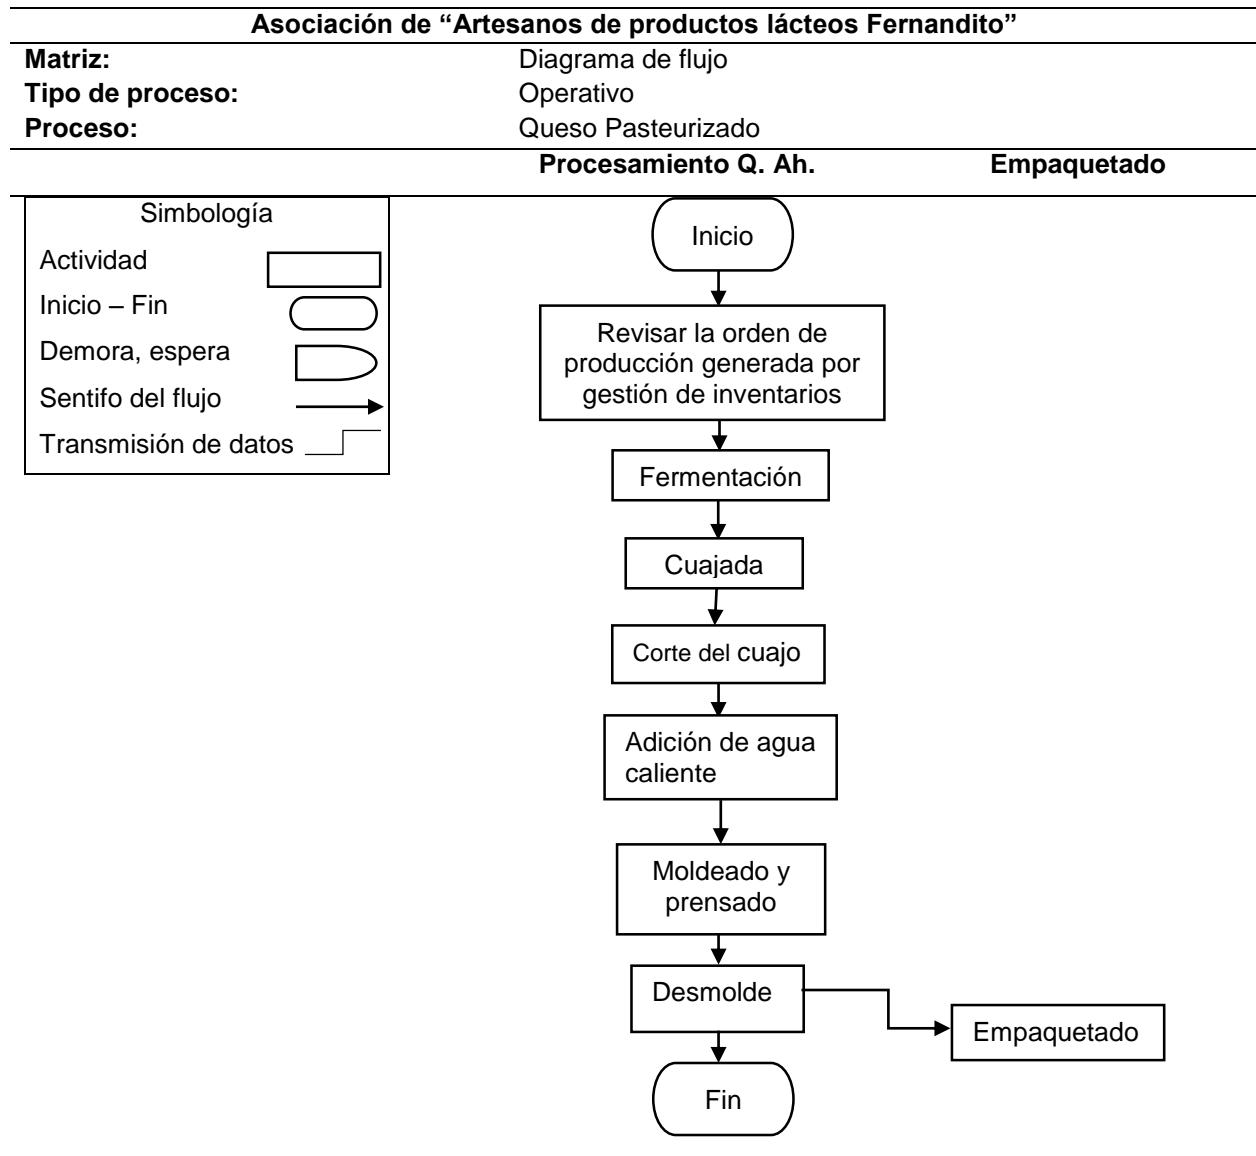 Asociación de “Artesanos de productos lácteos Fernandito”
Matriz: Diagrama de flujo
Tipo de proceso: Operativo
Proceso: Queso Pasteurizado
Procesamiento Q. Ah. Empaquetado
Simbología
Actividad
Inicio – Fin
Demora, espera
Sentifo del flujo
Transmisión de datos
Inicio
Revisar la orden de
producción generada por
gestión de inventarios
Fermentación
Cuajada
Corte del cuajo
Adición de agua
caliente
Moldeado y
prensado
Desmolde
Empaquetado
Fin